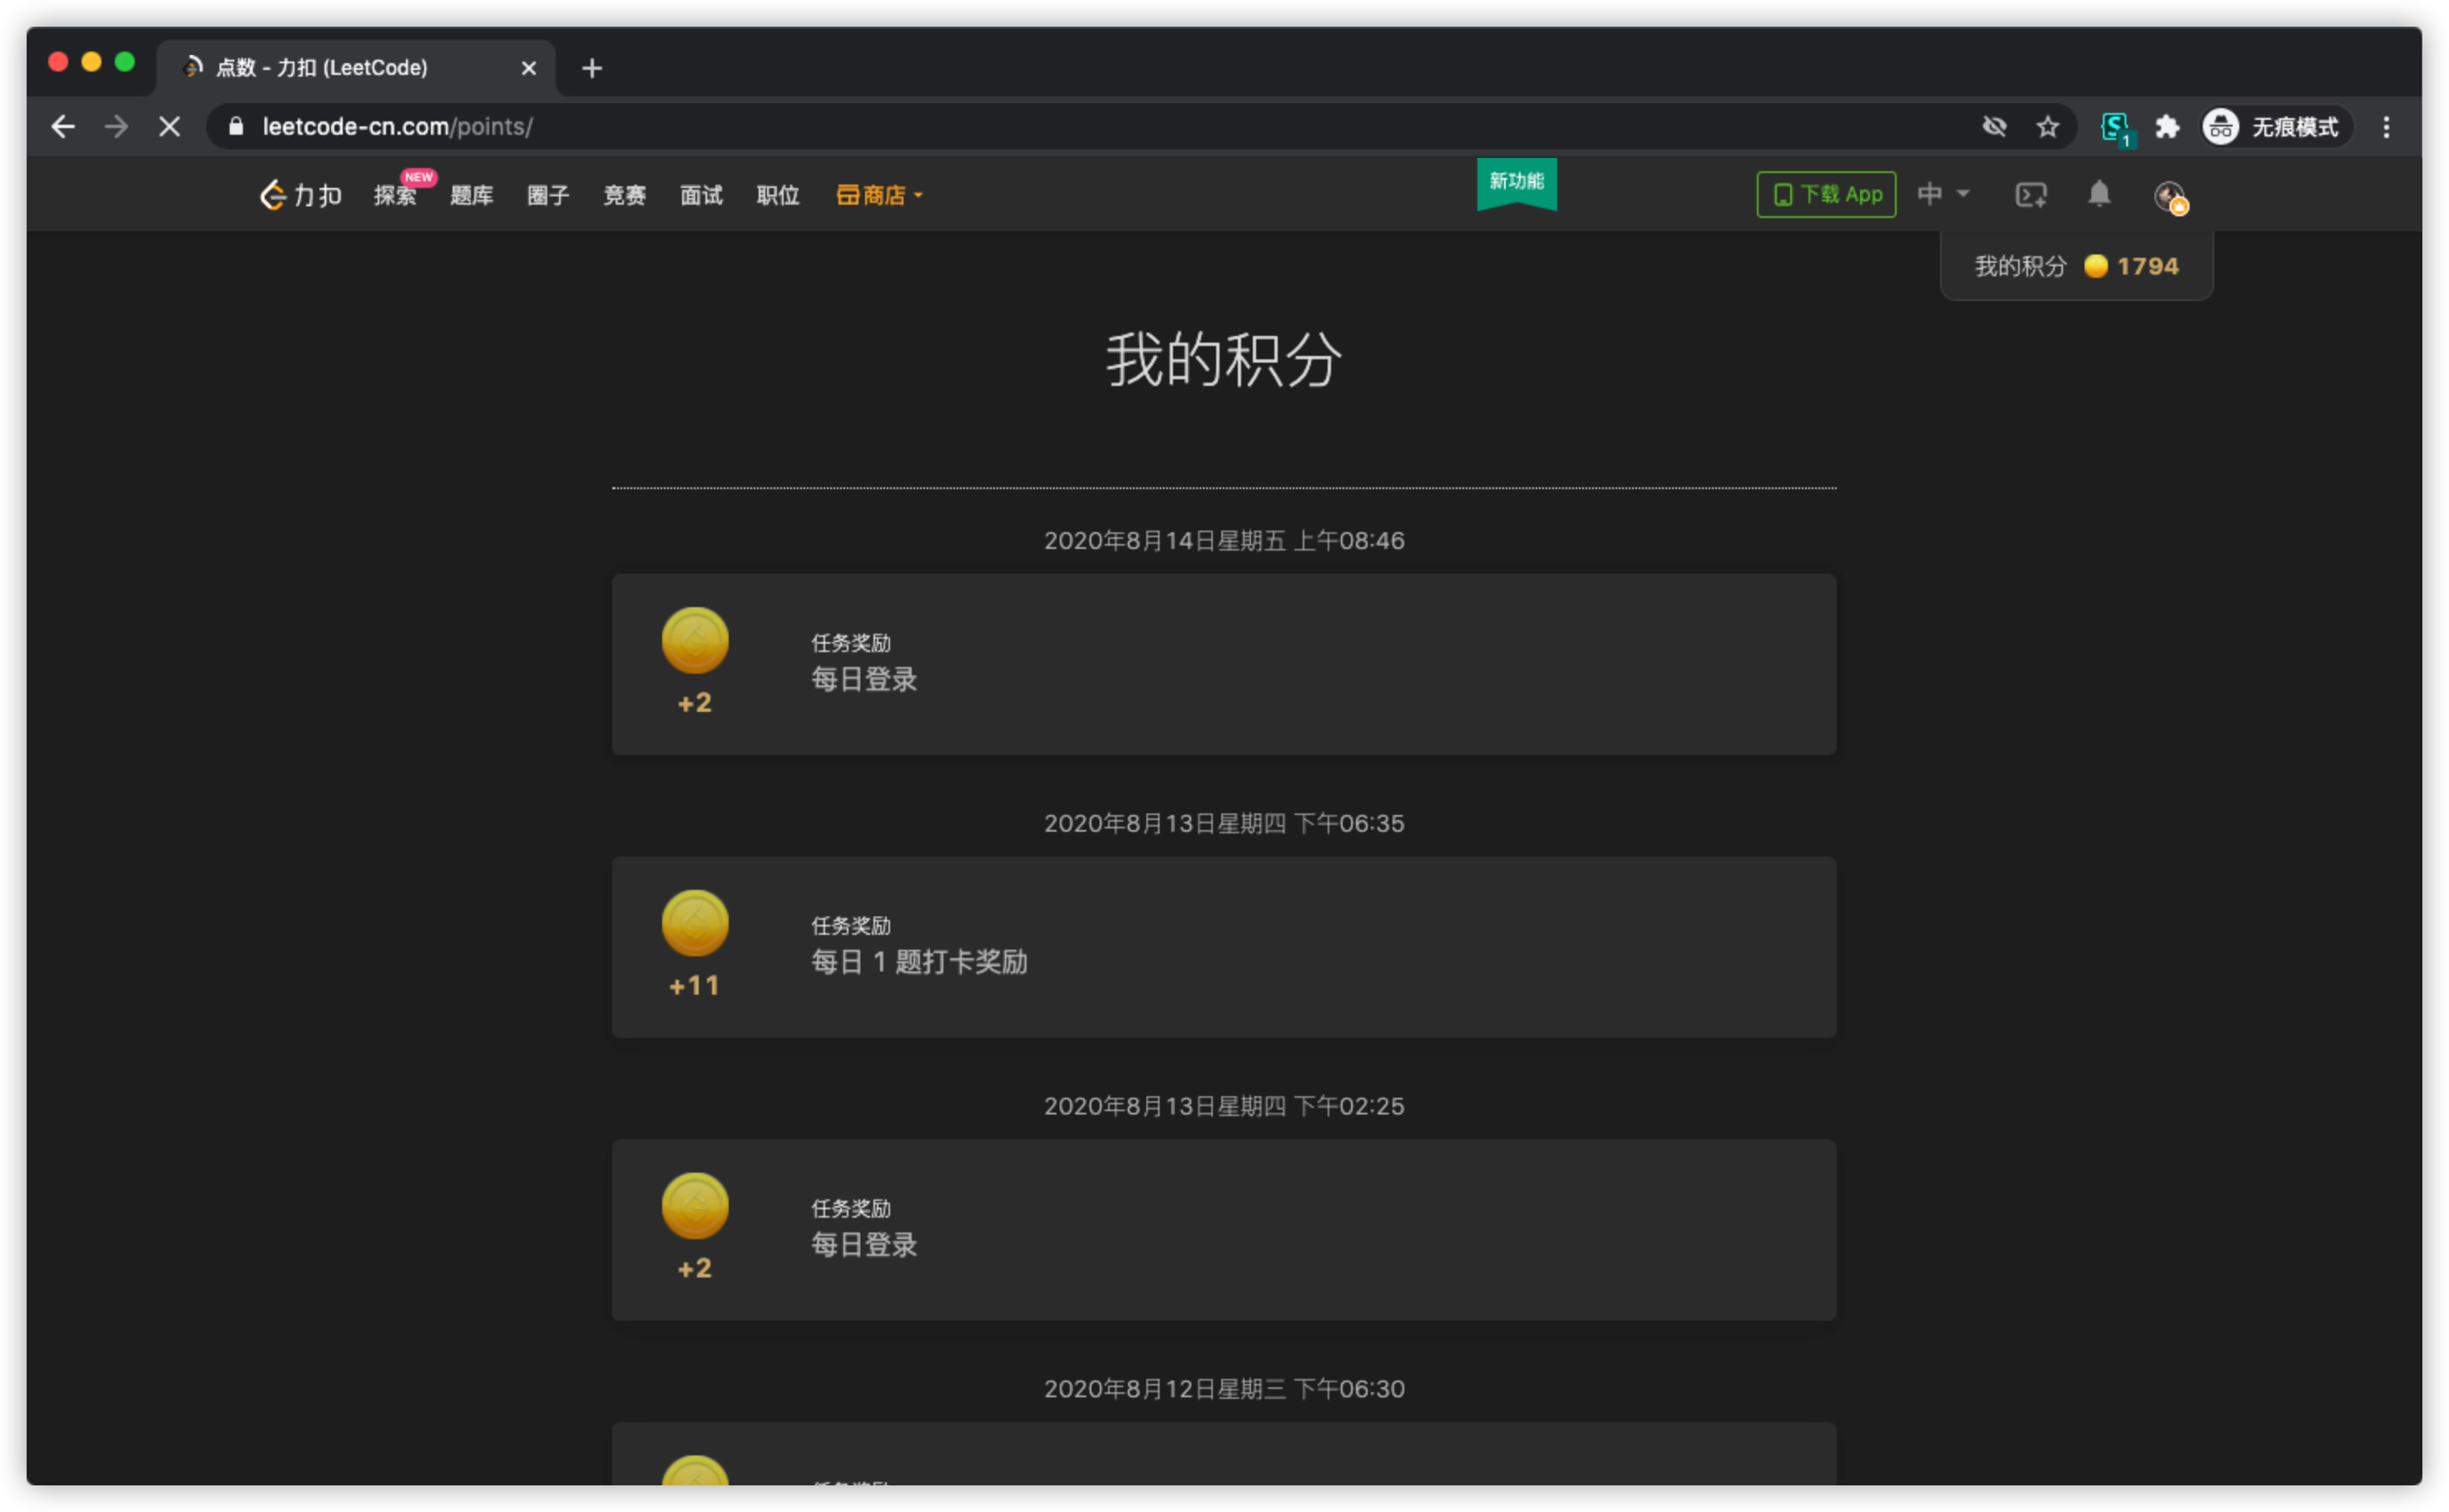 点数 - 力扣 (LeetCode)
leetcode-cn.com/points/
1
无痕模式
力扣 探索 NEW 题库 圈子 竞赛 面试 职位 商店 新功能 下载 App 中
我的积分 1794
我的积分
2020年8月14日星期五 上午08:46
任务奖励
每日登录
+2
2020年8月13日星期四 下午06:35
任务奖励
每日 1 题打卡奖励
+11
2020年8月13日星期四 下午02:25
任务奖励
每日登录
+2
2020年8月12日星期三 下午06:30